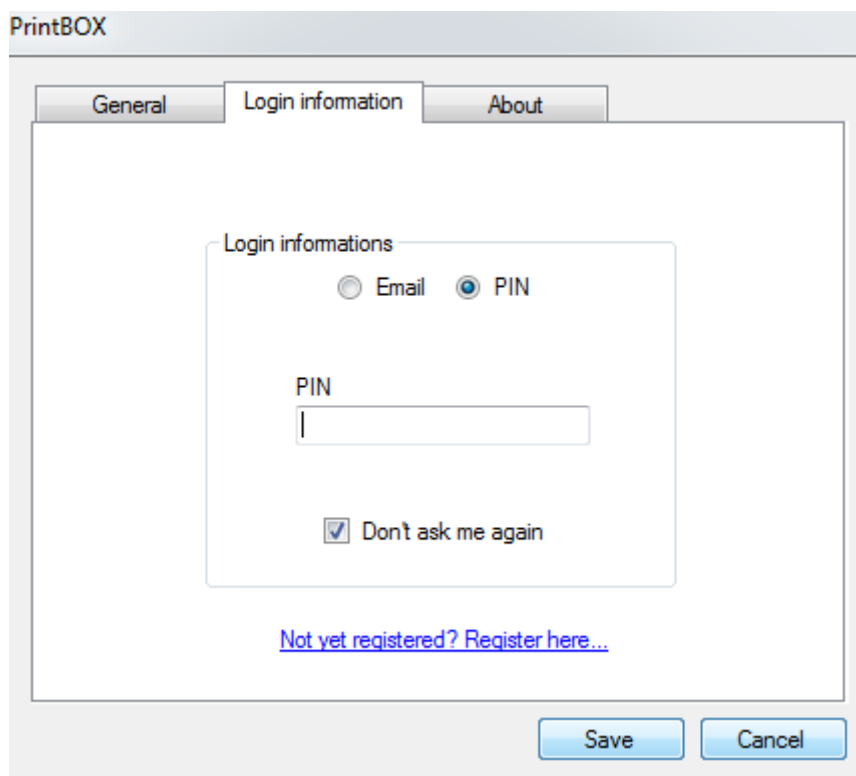 PrintBOX
General Login information About
Login informations
Email PIN
PIN
Don't ask me again
Not yet registered? Register here...
Save Cancel